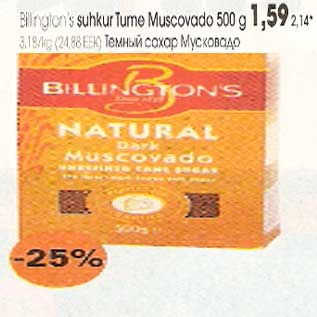 Billington's suhkur Tume Muscovado 500 g 1,59 2,14*
3.18/kg (24,88 EEK) Темный сахар Мусковадо
BILLINGTON'S
NATURAL
Dark
Muscovado
UNREFINED CANE SUGAR
500g
-25%